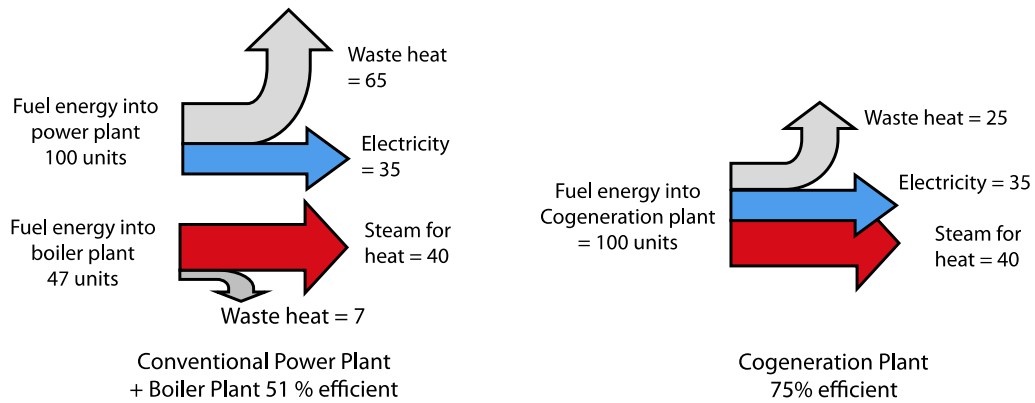 Waste heat
= 65
Fuel energy into
power plant
100 units
Electricity
= 35
Fuel energy into
boiler plant
47 units
Steam for
heat = 40
Waste heat = 7
Conventional Power Plant
+ Boiler Plant 51 % efficient
Waste heat = 25
Fuel energy into
Cogeneration plant
= 100 units
Electricity = 35
Steam for
heat = 40
Cogeneration Plant
75% efficient